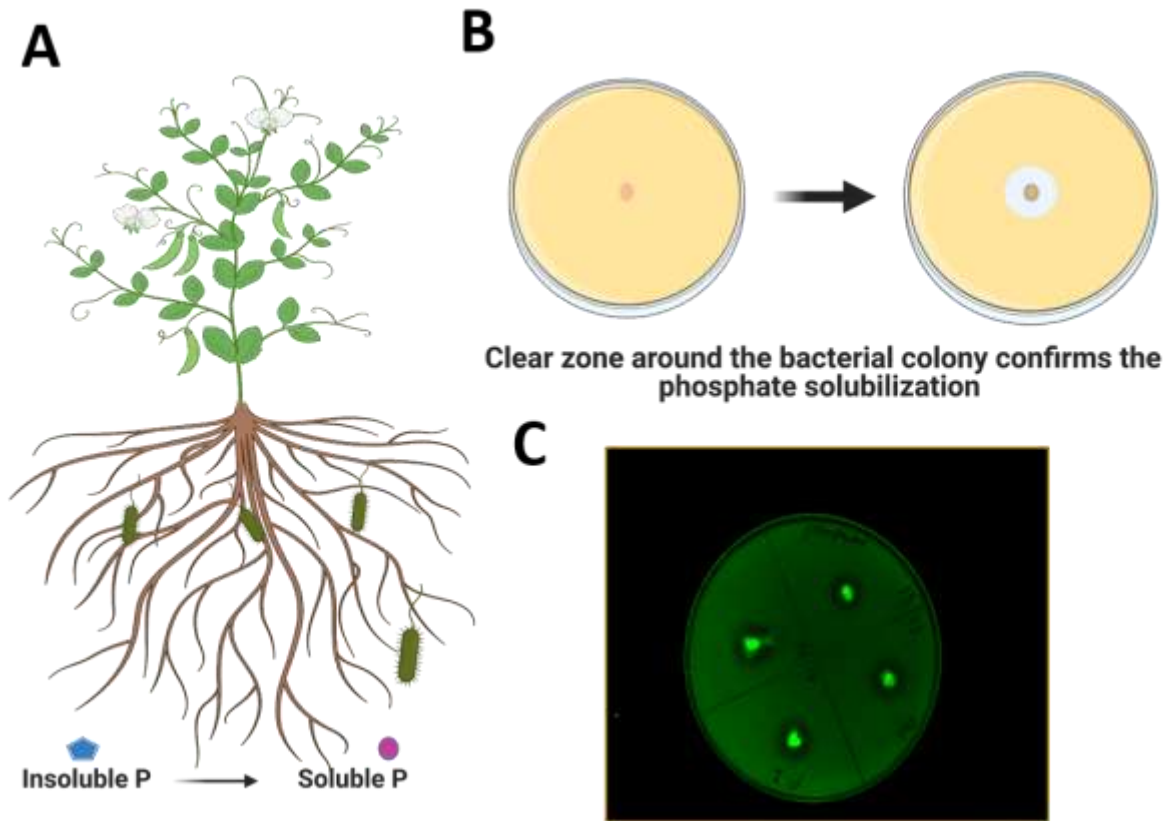 A
B
Clear zone around the bacterial colony confirms the
phosphate solubilization
C
Insoluble P
Soluble P